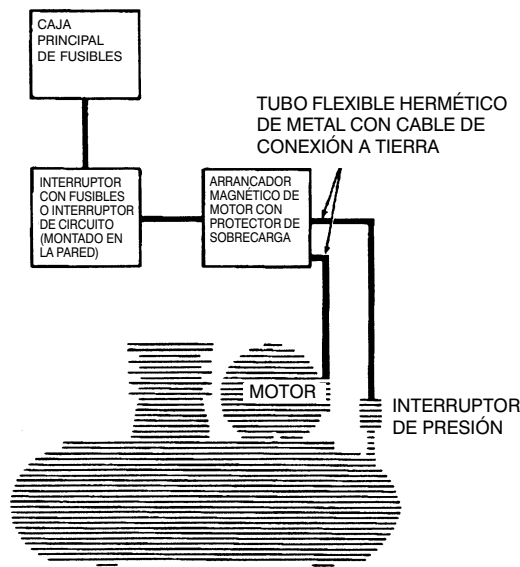 CAJA
PRINCIPAL
DE FUSIBLES
TUBO FLEXIBLE HERMÉTICO
DE METAL CON CABLE DE
CONEXIÓN A TIERRA
INTERRUPTOR
CON FUSIBLES
O INTERRUPTOR
DE CIRCUITO
(MONTADO EN
LA PARED)
ARRANCADOR
MAGNÉTICO DE
MOTOR CON
PROTECTOR DE
SOBRECARGA
MOTOR
INTERRUPTOR
DE PRESIÓN